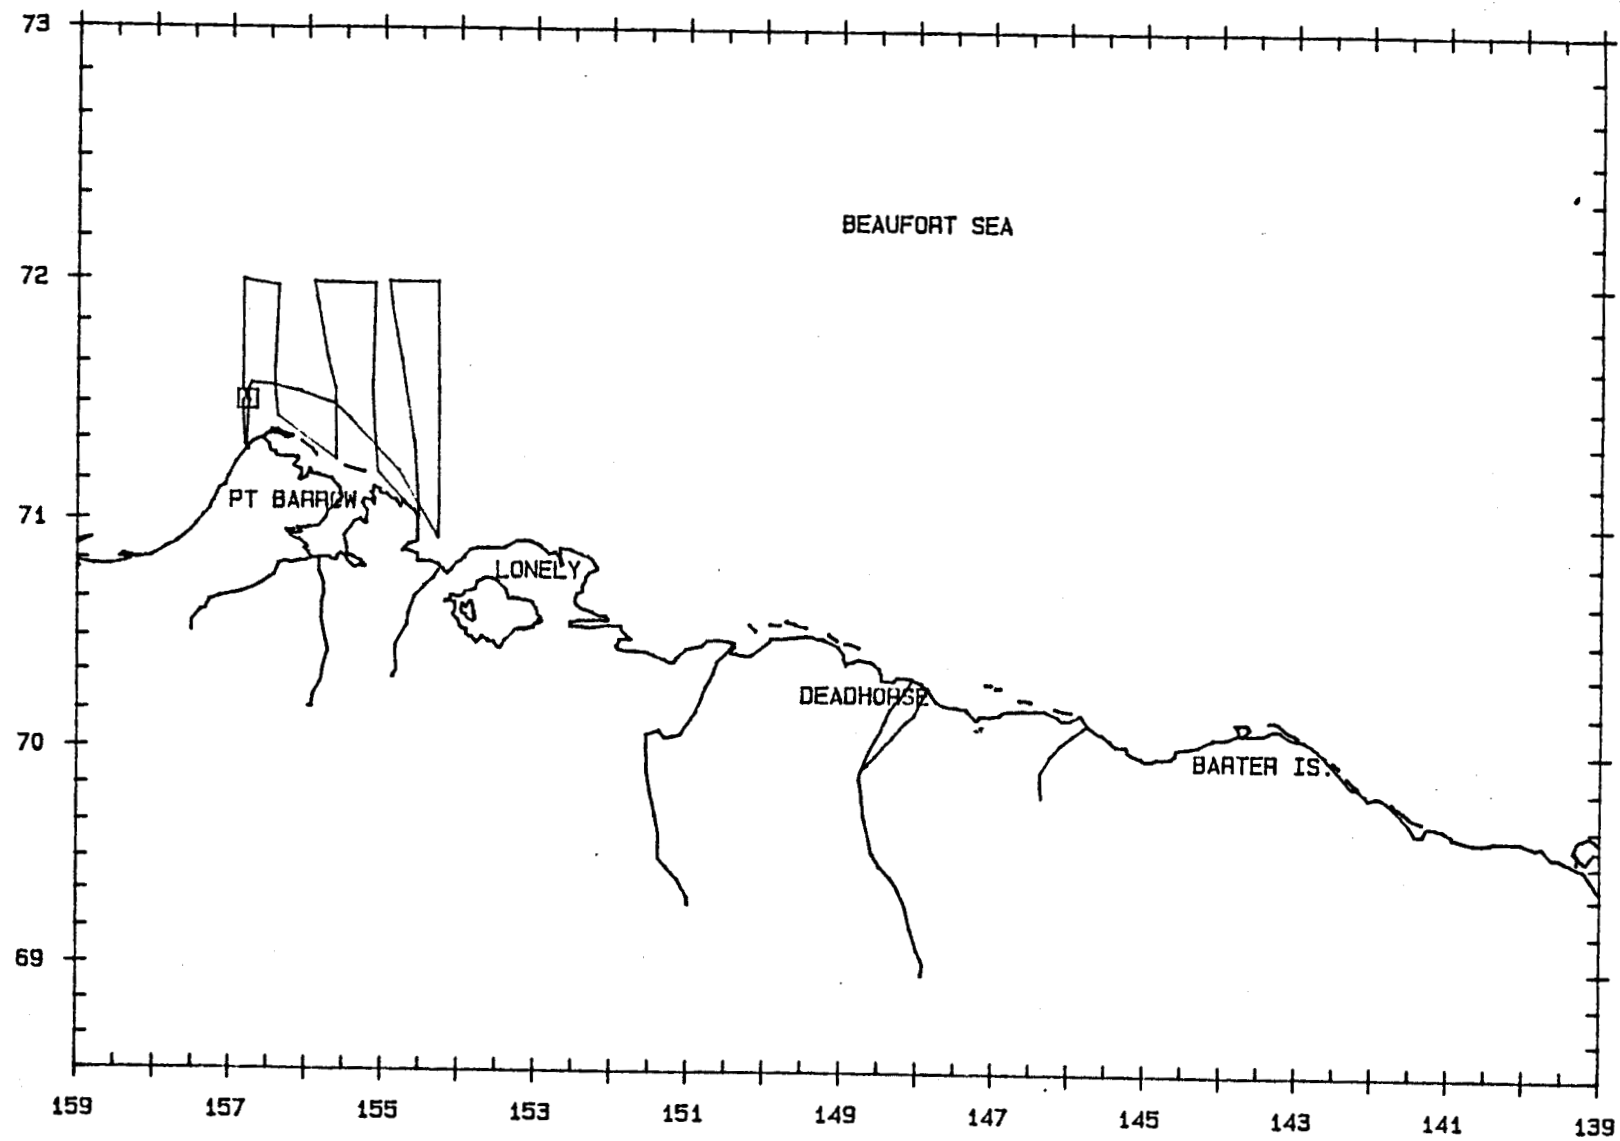 73
BEAUFORT SEA
72
PT BARROW
71
LONELY
DEADHORSE
70
BARTER IS.
69
159 157 155 153 151 149 147 145 143 141 139